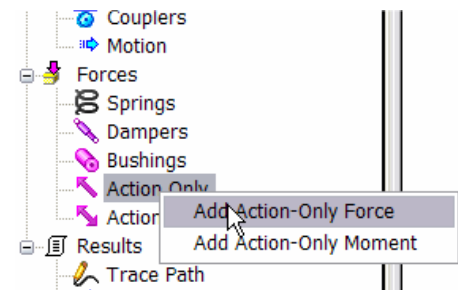 Couplers
Motion
Forces
Springs
Dampers
Bushings
Action Only
Add Action-Only Force
Action
Add Action-Only Moment
Results
Trace Path